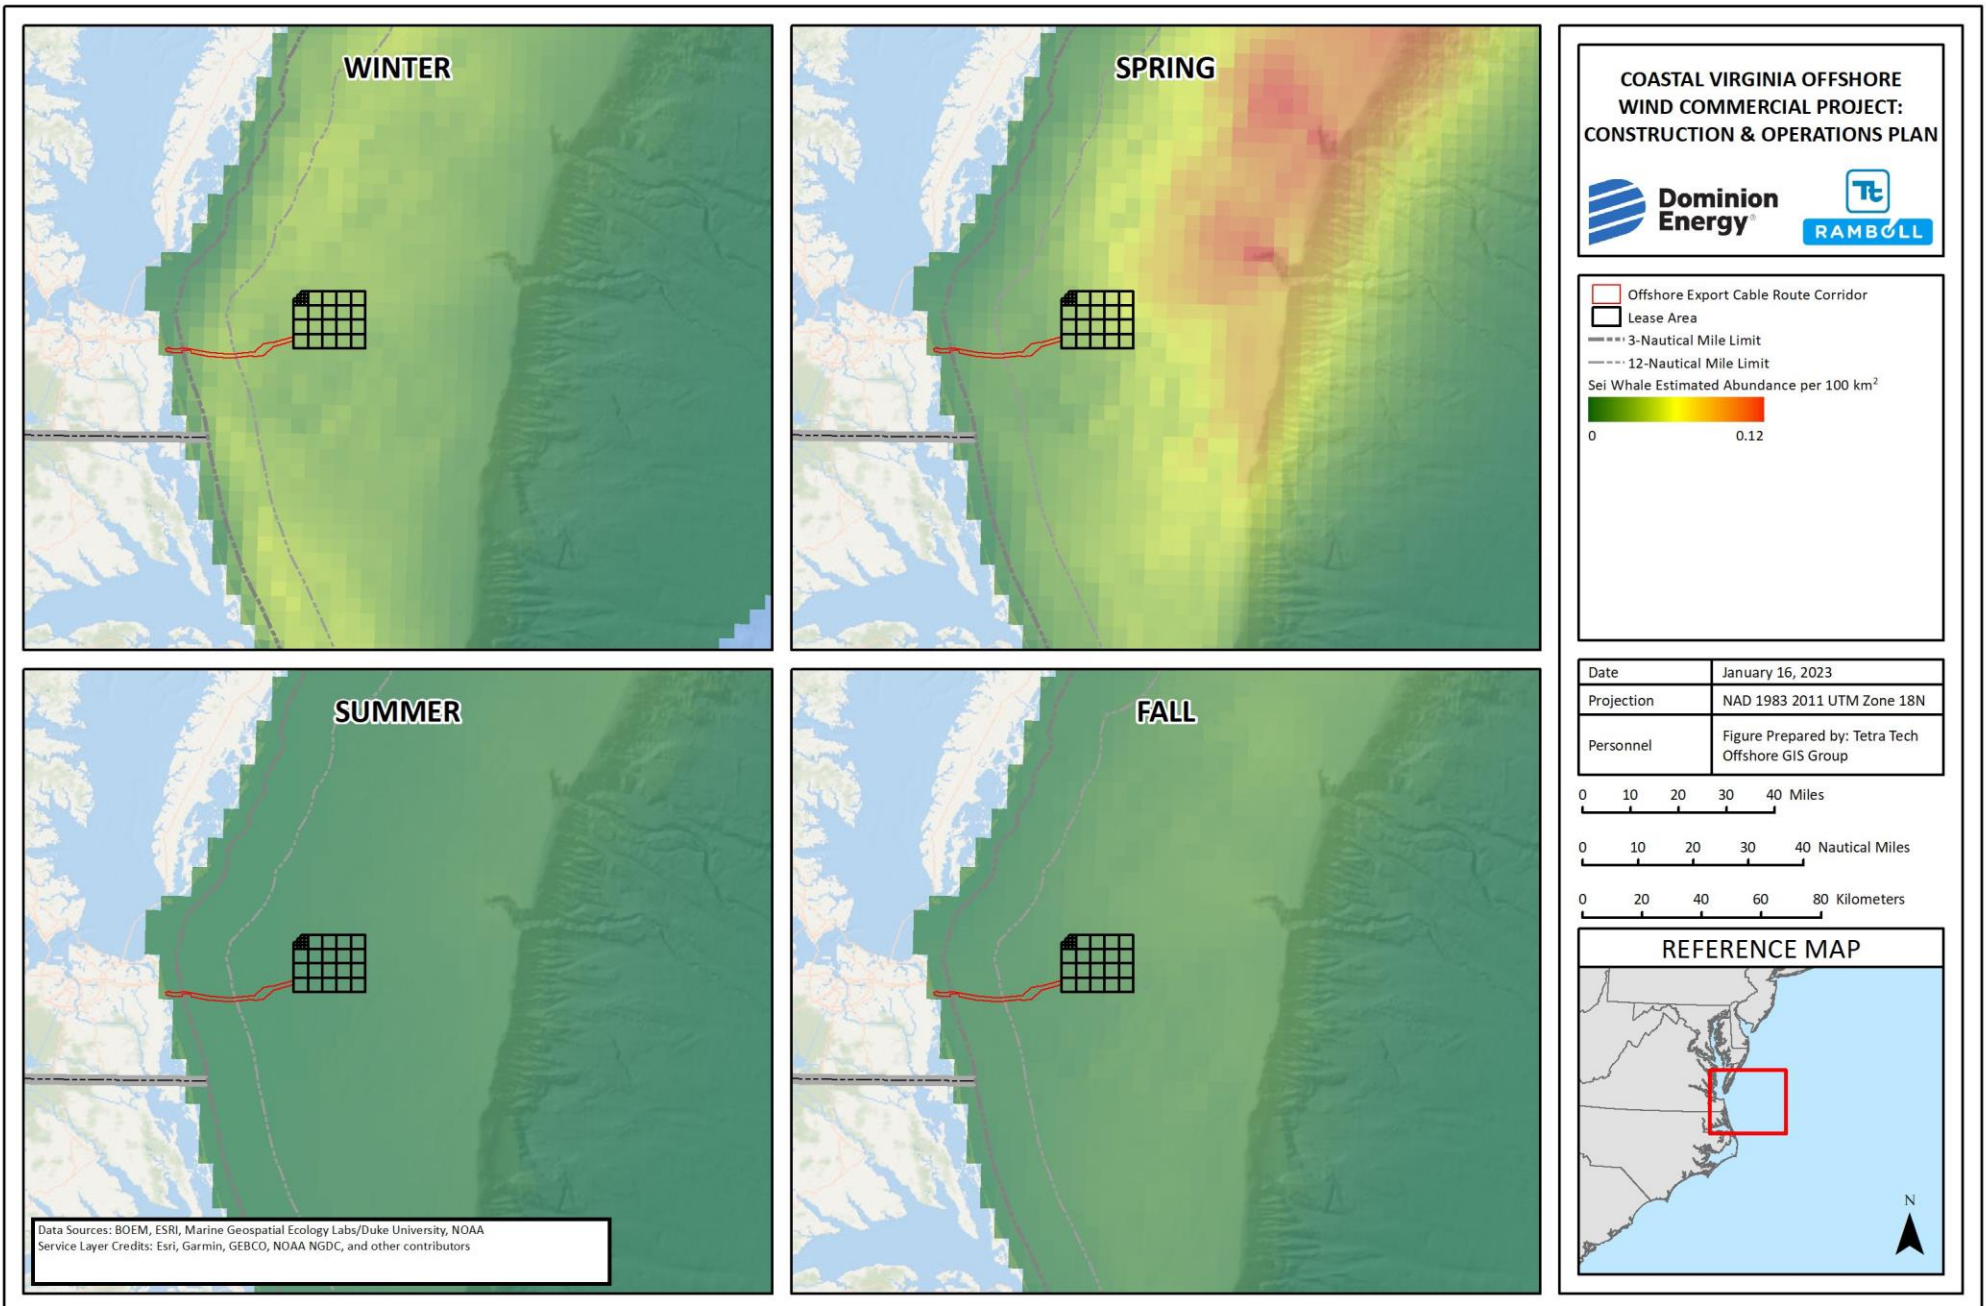 WINTER
SPRING
SUMMER
FALL
Data Sources: BOEM, ESRI, Marine Geospatial Ecology Labs/Duke University, NOAA
Service Layer Credits: Esri, Garmin, GEBCO, NOAA NGDC, and other contributors
COASTAL VIRGINIA OFFSHORE
WIND COMMERCIAL PROJECT:
CONSTRUCTION & OPERATIONS PLAN
Dominion
Energy®
Tt
RAMBOLL
Offshore Export Cable Route Corridor
Lease Area
3-Nautical Mile Limit
12-Nautical Mile Limit
Sei Whale Estimated Abundance per 100 km²
0 0.12
Date January 16, 2023
Projection NAD 1983 2011 UTM Zone 18N
Personnel Figure Prepared by: Tetra Tech
Offshore GIS Group
0 10 20 30 40 Miles
0 10 20 30 40 Nautical Miles
0 20 40 60 80 Kilometers
REFERENCE MAP
N